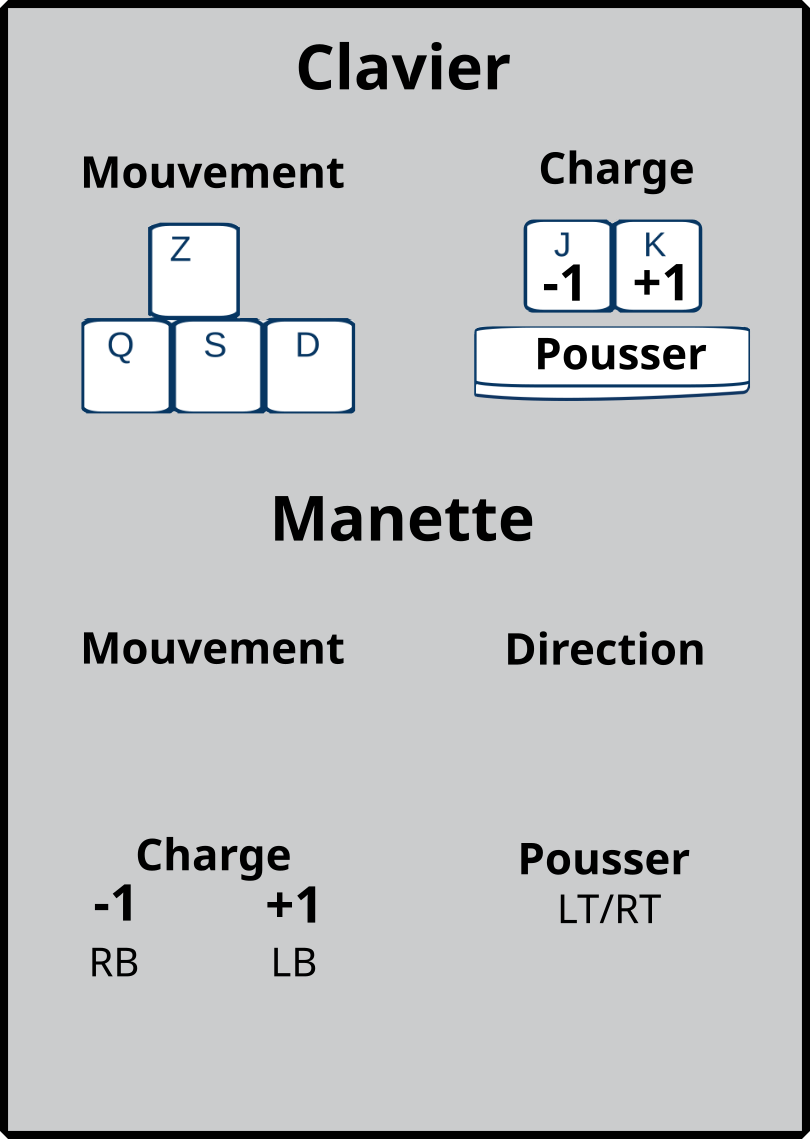 Clavier
Mouvement
Charge
Z
J
K
-1
+1
Q
S
D
Pousser
Manette
Mouvement
Direction
Charge
-1
+1
RB
LB
Pousser
LT/RT